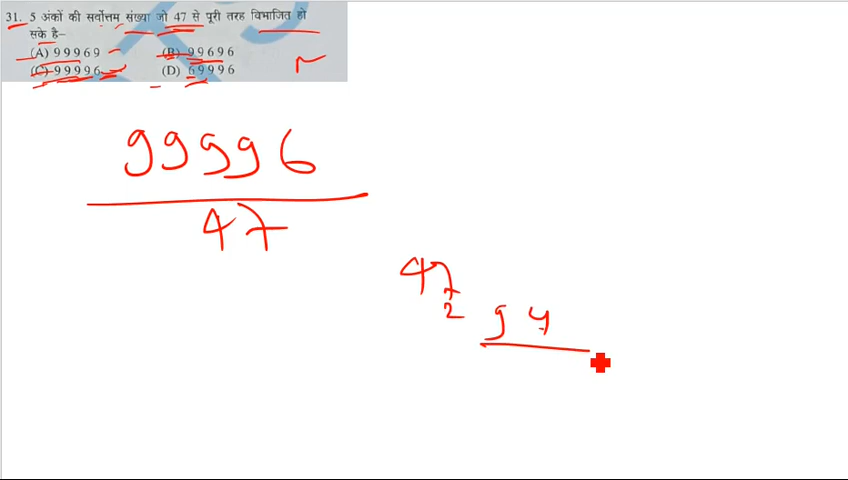 31. 5 अंकों की सर्वोत्तम संख्या जो 47 से पूरी तरह विभाजित हो
सके है–
(A) 99969 (B) 99696
(C) 99996 (D) 69996
99996
47
47
2
94